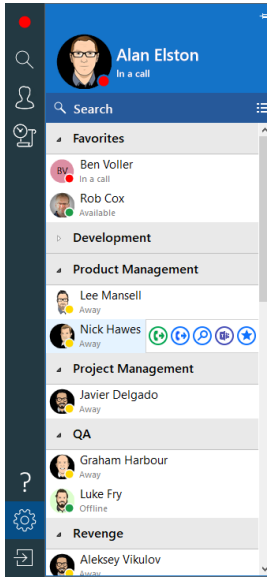 Alan Elston
In a call
Search
Favorites
BV Ben Voller
In a call
Rob Cox
Available
Development
Product Management
Lee Mansell
Away
Nick Hawes
Away
Project Management
Javier Delgado
Away
QA
Graham Harbour
Away
Luke Fry
Offline
?
Revenge
Aleksey Vikulov
Away